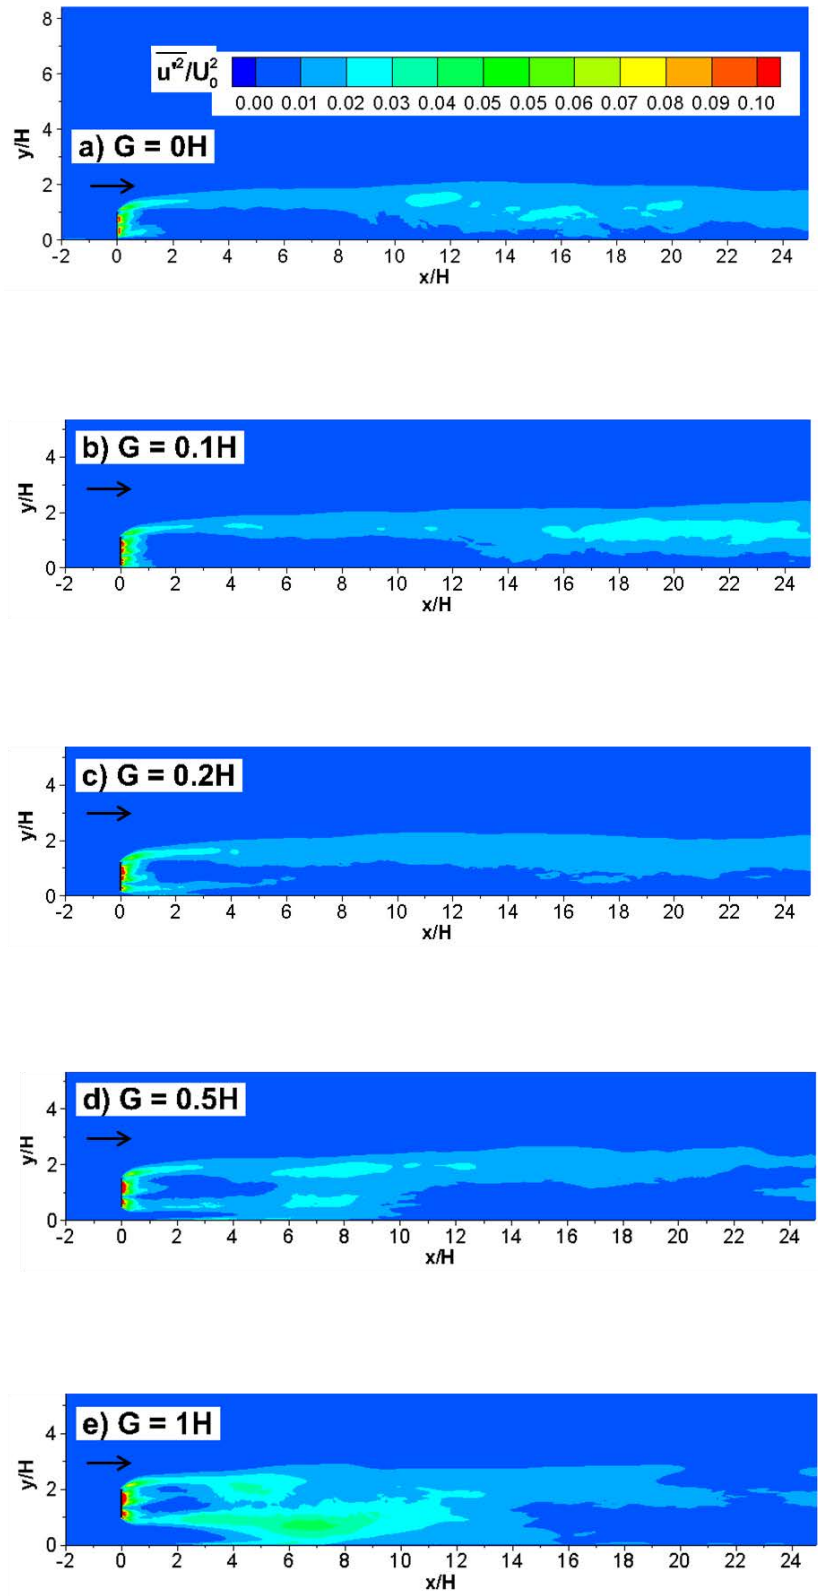 8
6
4
2
0
y/H
u'²/U₀²
0.00 0.01 0.02 0.03 0.04 0.05 0.05 0.06 0.07 0.08 0.09 0.10
a) G = 0H
-2 0 2 4 6 8 10 12 14 16 18 20 22 24
x/H
4
2
0
y/H
b) G = 0.1H
-2 0 2 4 6 8 10 12 14 16 18 20 22 24
x/H
4
2
0
y/H
c) G = 0.2H
-2 0 2 4 6 8 10 12 14 16 18 20 22 24
x/H
4
2
0
y/H
d) G = 0.5H
-2 0 2 4 6 8 10 12 14 16 18 20 22 24
x/H
4
2
0
y/H
e) G = 1H
-2 0 2 4 6 8 10 12 14 16 18 20 22 24
x/H